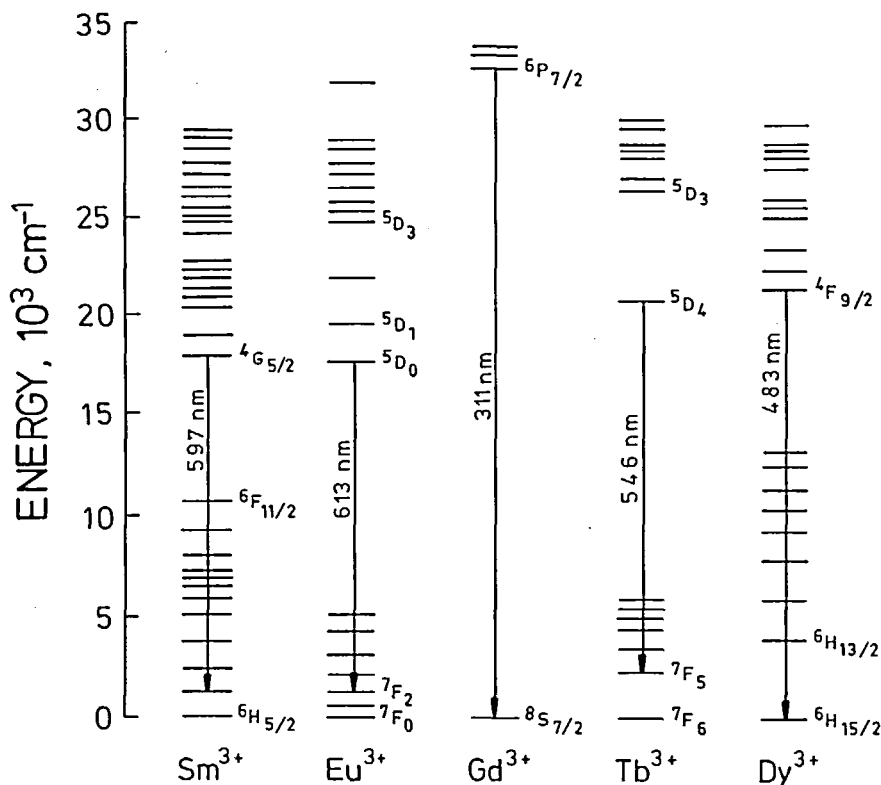 ENERGY, 10³ cm⁻¹
35
30
25
20
15
10
5
0
⁴G₅/₂
597 nm
⁶F₁₁/₂
⁶H₅/₂
Sm³⁺
⁵D₃
⁵D₁
⁵D₀
613 nm
⁷F₂
⁷F₀
Eu³⁺
⁶P₇/₂
311 nm
⁸S₇/₂
Gd³⁺
⁵D₃
⁵D₄
546 nm
⁷F₅
⁷F₆
Tb³⁺
⁴F₉/₂
483 nm
⁶H₁₃/₂
⁶H₁₅/₂
Dy³⁺